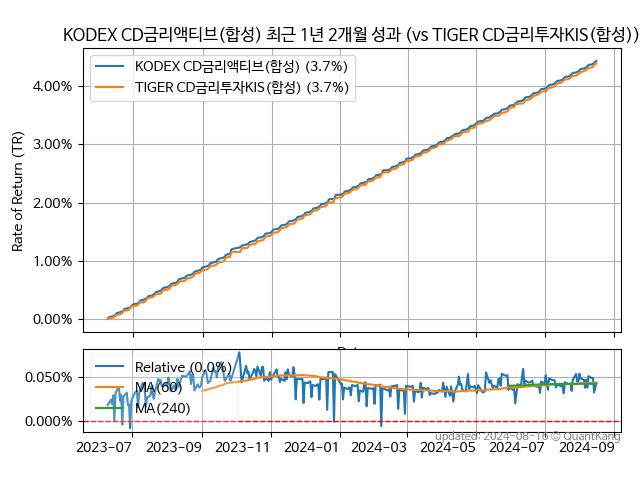 KODEX CD금리액티브(합성) 최근 1년 2개월 성과 (vs TIGER CD금리투자KIS(합성))
KODEX CD금리액티브(합성) (3.7%)
TIGER CD금리투자KIS(합성) (3.7%)
Rate of Return (TR)
4.00%
3.00%
2.00%
1.00%
0.00%
Relative (0.0%)
MA(60)
MA(240)
0.050%
0.000%
2023-07 2023-09 2023-11 2024-01 2024-03 2024-05 2024-07 2024-09
updated: 2024-08-16 © QuantKang